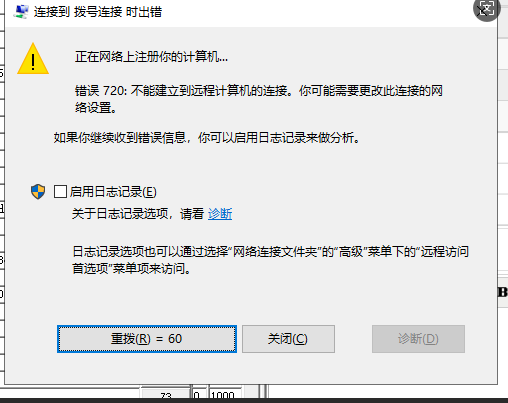 连接到 拨号连接 时出错
正在网络上注册你的计算机...
错误 720: 不能建立到远程计算机的连接。你可能需要更改此连接的网
络设置。
如果你继续收到错误信息，你可以启用日志记录来做分析。
启用日志记录(E)
关于日志记录选项，请看 诊断
日志记录选项也可以通过选择“网络连接文件夹”的“高级”菜单下的“远程访问
首选项”菜单项来访问。
重拨(R) = 60
关闭(C)
诊断(D)
B
73
0
1000